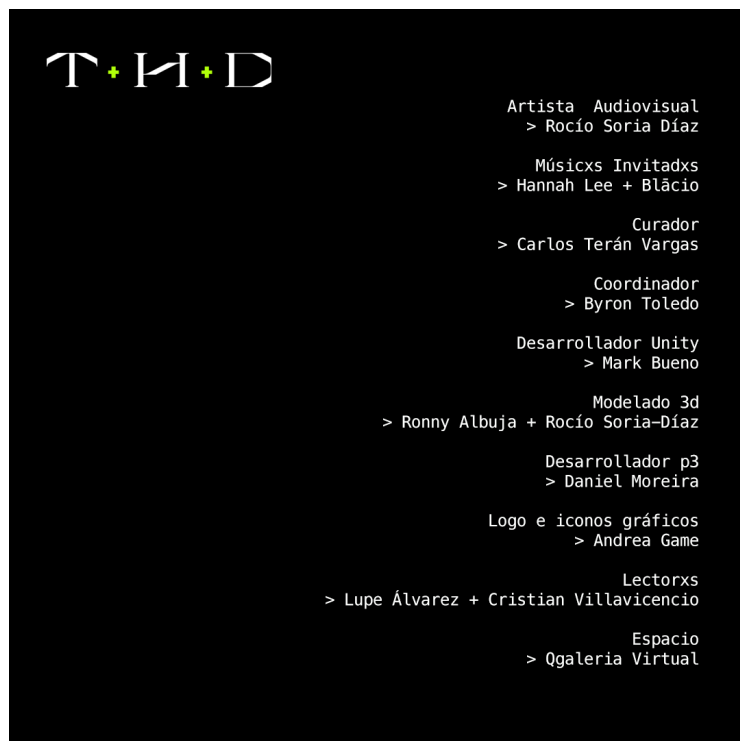 T+H+D
Artista Audiovisual
> Rocío Soria Díaz
Músicxs Invitadxs
> Hannah Lee + Blācio
Curador
> Carlos Terán Vargas
Coordinador
> Byron Toledo
Desarrollador Unity
> Mark Bueno
Modelado 3d
> Ronny Albuja + Rocío Soria–Díaz
Desarrollador p3
> Daniel Moreira
Logo e iconos gráficos
> Andrea Game
Lectorxs
> Lupe Álvarez + Cristian Villavicencio
Espacio
> Qgaleria Virtual